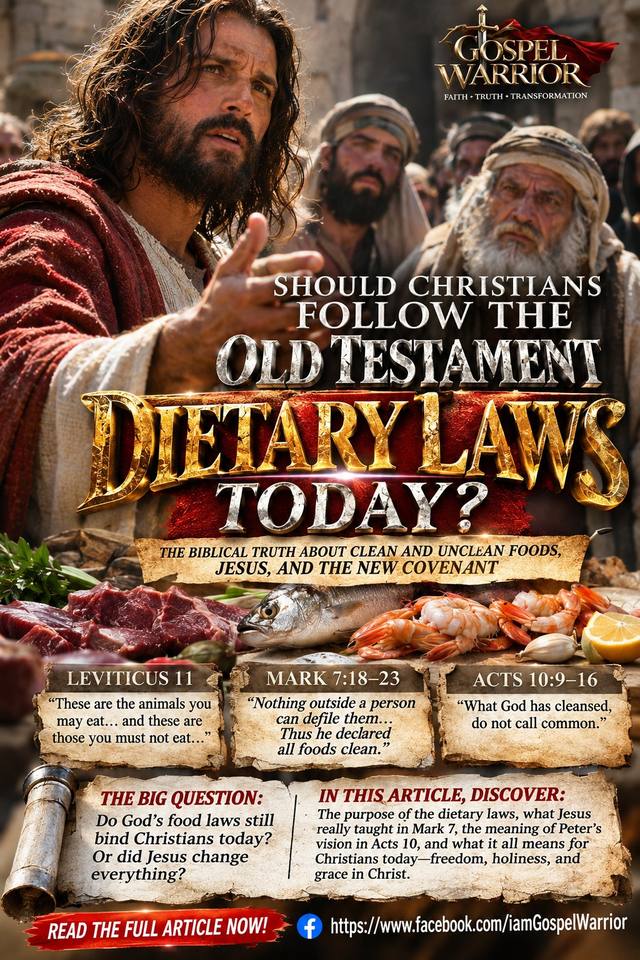 GOSPEL
WARRIOR
FAITH • TRUTH • TRANSFORMATION
SHOULD CHRISTIANS
FOLLOW THE
OLD TESTAMENT
DIETARY LAWS
TODAY?
THE BIBLICAL TRUTH ABOUT CLEAN AND UNCLEAN FOODS,
JESUS, AND THE NEW COVENANT
LEVITICUS 11
“These are the animals you
may eat… and these are
those you must not eat…”
MARK 7:18–23
“Nothing outside a person
can defile them…
Thus he declared
all foods clean.”
ACTS 10:9–16
“What God has cleansed,
do not call common.”
THE BIG QUESTION:
Do God’s food laws still
bind Christians today?
Or did Jesus change
everything?
IN THIS ARTICLE, DISCOVER:
The purpose of the dietary laws, what Jesus
really taught in Mark 7, the meaning of Peter’s
vision in Acts 10, and what it all means for
Christians today—freedom, holiness, and
grace in Christ.
READ THE FULL ARTICLE NOW!
https://www.facebook.com/iamGospelWarrior